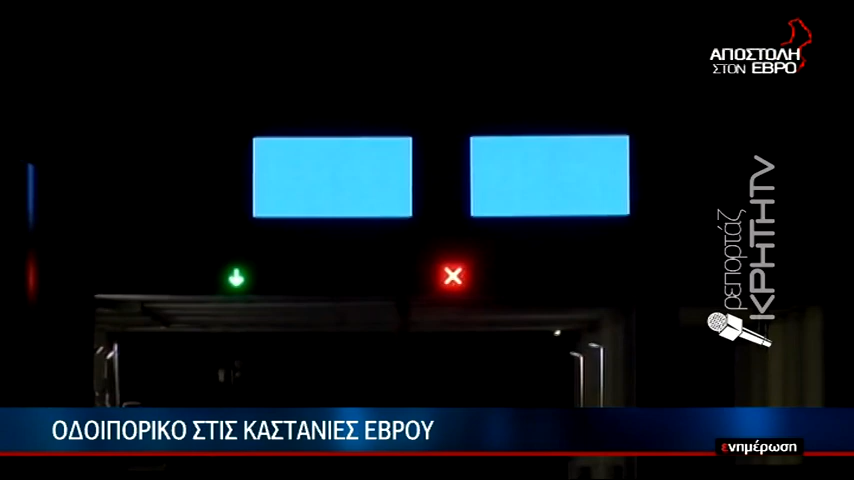 ΑΠΟΣΤΟΛΗ
ΣΤΟΝ ΕΒΡΟ
ρεπορτάζ
ΚΡΗΤΗTV
ΟΔΟΙΠΟΡΙΚΟ ΣΤΙΣ ΚΑΣΤΑΝΙΕΣ ΕΒΡΟΥ
ενημέρωση